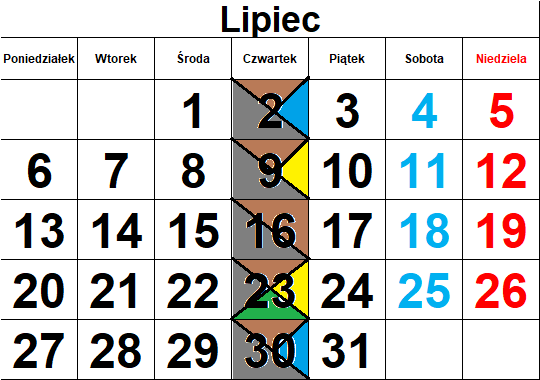 Lipiec
Poniedziałek Wtorek Środa Czwartek Piątek Sobota Niedziela
1 2 3 4 5
6 7 8 9 10 11 12
13 14 15 16 17 18 19
20 21 22 23 24 25 26
27 28 29 30 31